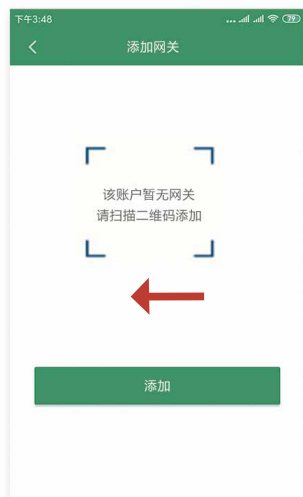 下午3:48
... 79
添加网关
该账户暂无网关
请扫描二维码添加
添加